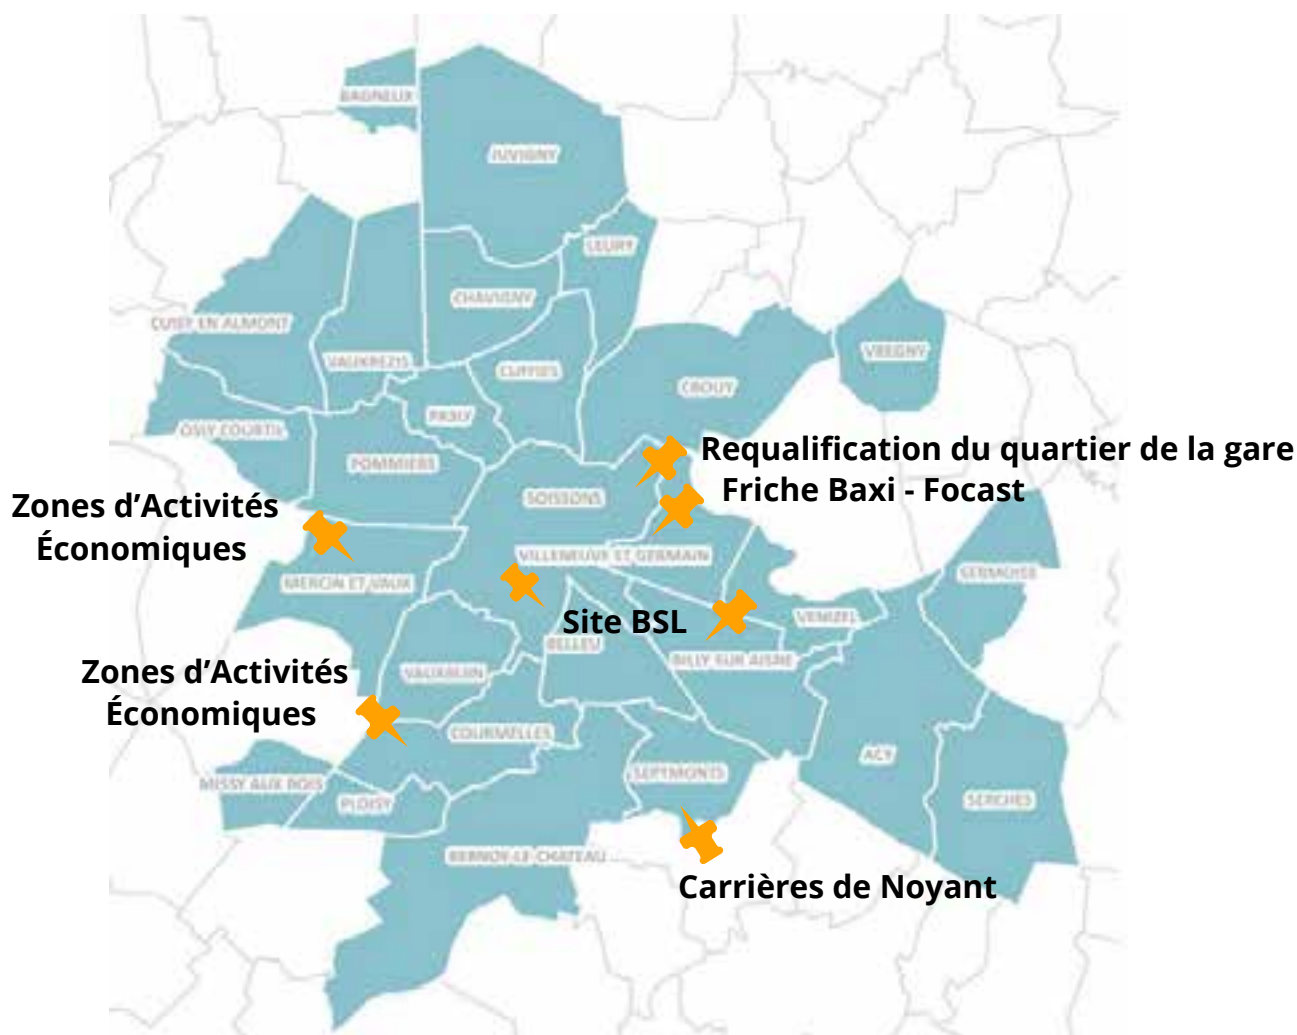 BAGNEUX
JUVIGNY
LEURY
CHAVIGNY
CUISY EN ALMONT
VAUXREZIS
CUFFIES
VREGNY
CROUY
PASLY
OSLY COURTIL
POMMIERS
Requalification du quartier de la gare
Friche Baxi - Focast
SOISSONS
Zones d’Activités
Économiques
VILLENEUVE ST GERMAIN
MERCIN ET VAUX
SERMOISE
Site BSL
VENIZEL
BELLEU
BILLY SUR AISNE
Zones d’Activités
Économiques
VAUXBUIN
COURMELLES
ACY
SEPTMONTS
MISSY AUX BOIS
PLOISY
SERCHES
BERNOY-LE-CHATEAU
Carrières de Noyant